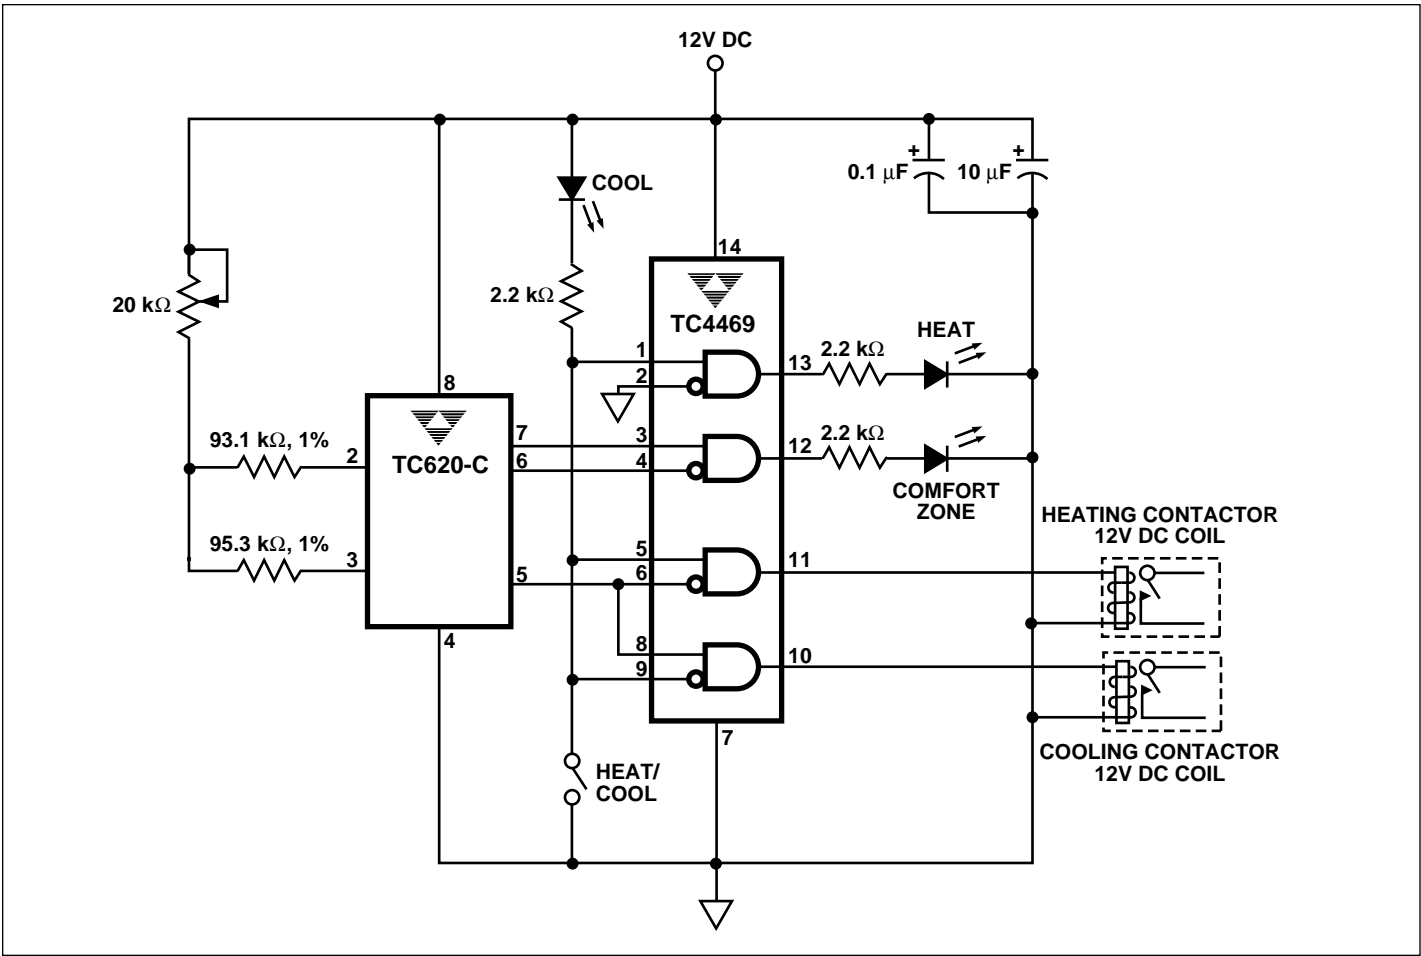 12V DC
COOL
0.1 μF
10 μF
14
20 kΩ
2.2 kΩ
TC4469
HEAT
1
13
2.2 kΩ
2
8
93.1 kΩ, 1%
7
3
12
2.2 kΩ
2
TC620-C
6
4
COMFORT
ZONE
HEATING CONTACTOR
12V DC COIL
95.3 kΩ, 1%
3
5
11
5
6
4
8
10
9
7
HEAT/
COOL
COOLING CONTACTOR
12V DC COIL